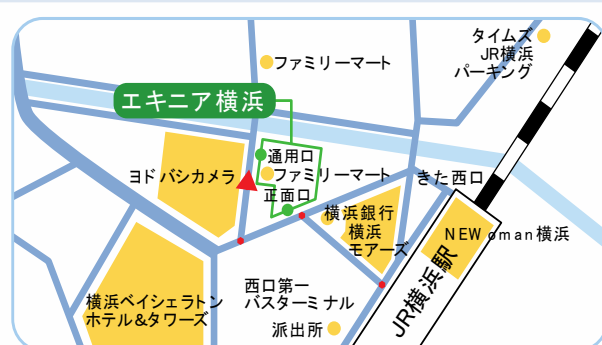 タイムズ
JR横浜
パーキング
ファミリーマート
エキニア横浜
通用口
ファミリーマート
ヨドバシカメラ
正面口
きた西口
横浜銀行
横浜
モアーズ
NEWoman横浜
JR横浜駅
西口第一
バスターミナル
横浜ベイシェラトン
ホテル&タワーズ
派出所